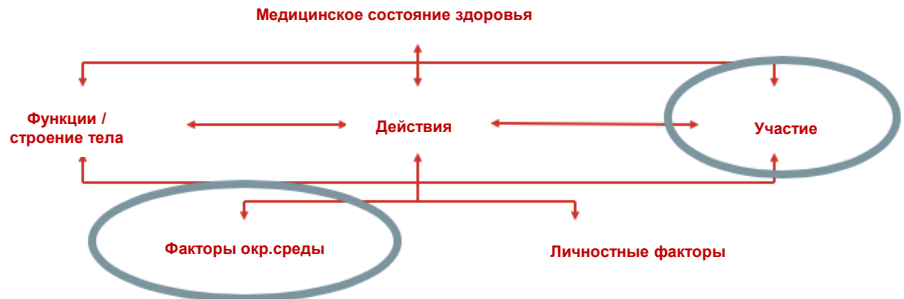 Медицинское состояние здоровья
Функции /
строение тела
Действия
Участие
Факторы окр.среды
Личностные факторы